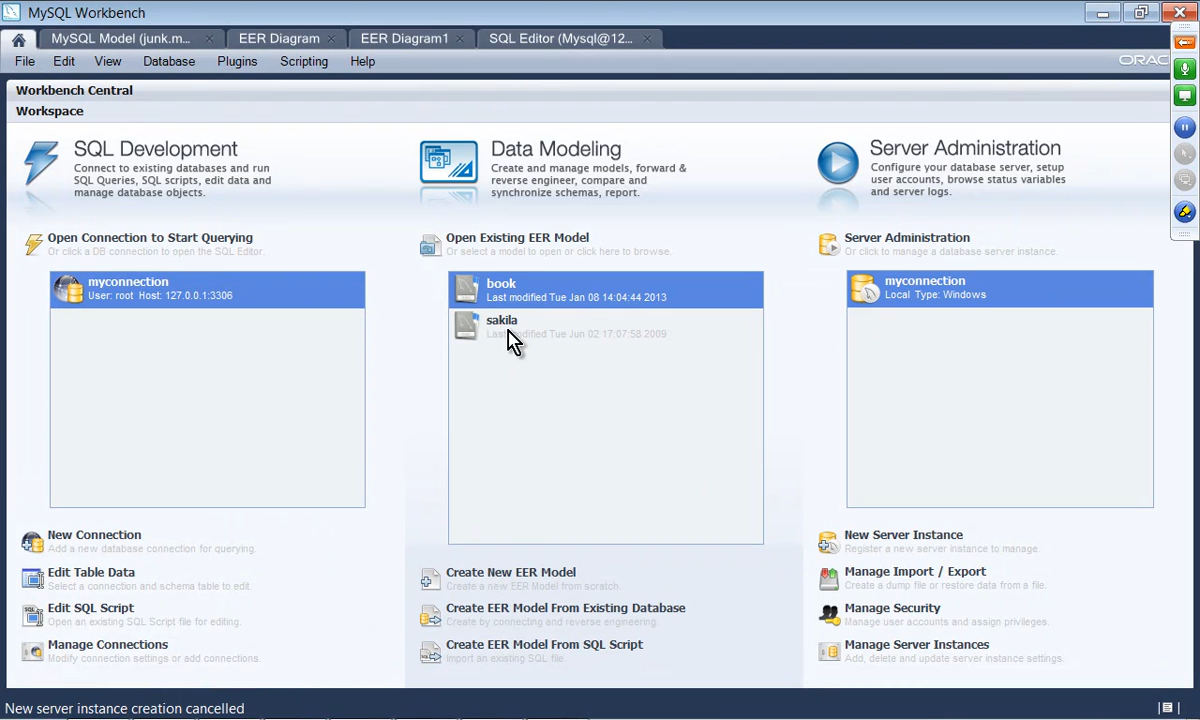 MySQL Workbench
MySQL Model (junk.m...
EER Diagram
EER Diagram1
SQL Editor (Mysql@12...
File
Edit
View
Database
Plugins
Scripting
Help
Workbench Central
Workspace
SQL Development
Connect to existing databases and run
SQL Queries, SQL scripts, edit data and
manage database objects.
Open Connection to Start Querying
Or click a DB connection to open the SQL Editor.
myconnection
User: root Host: 127.0.0.1:3306
New Connection
Add a new database connection for querying.
Edit Table Data
Select a connection and schema table to edit.
Edit SQL Script
Open an existing SQL Script file for editing.
Manage Connections
Modify connection settings or add connections.
Data Modeling
Create and manage models, forward &
reverse engineer, compare and
synchronize schemas, report.
Open Existing EER Model
Or select a model to open or click here to browse.
book
Last modified Tue Jan 08 14:04:44 2013
sakila
Last modified Tue Jun 02 17:07:58 2009
Create New EER Model
Create a new EER Model from scratch.
Create EER Model From Existing Database
Create by connecting and reverse engineering.
Create EER Model From SQL Script
Import an existing SQL file.
Server Administration
Configure your database server, setup
user accounts, browse status variables
and server logs.
Server Administration
Or click to manage a database server instance.
myconnection
Local Type: Windows
New Server Instance
Register a new server instance to manage.
Manage Import / Export
Create a dump file or restore data from a file.
Manage Security
Manage user accounts and assign privileges.
Manage Server Instances
Add, delete and update server instance settings.
New server instance creation cancelled